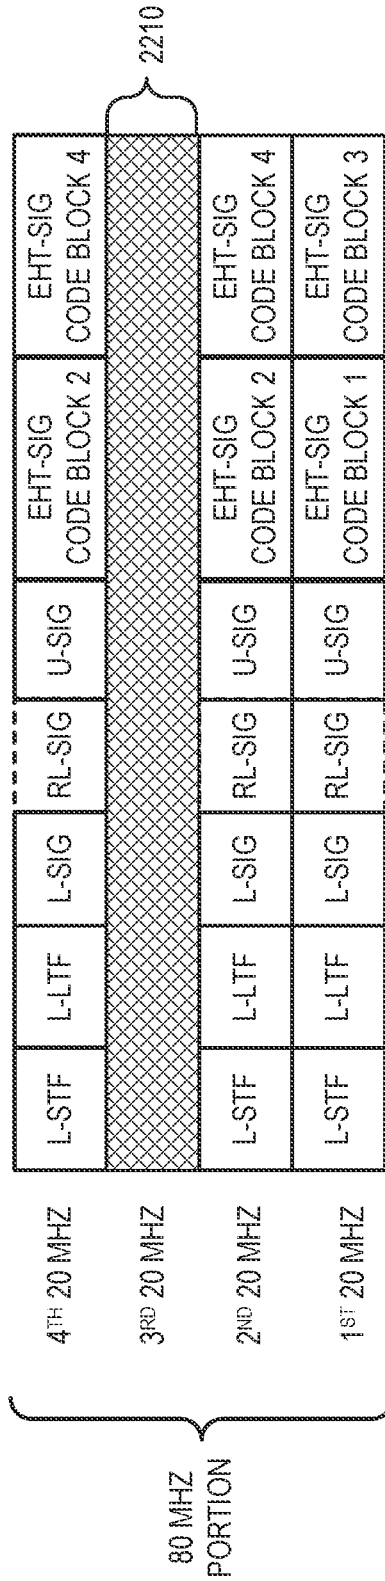 80 MHZ
PORTION
4TH 20 MHZ
L-STF
L-LTF
L-SIG
RL-SIG
U-SIG
EHT-SIG
CODE BLOCK 2
EHT-SIG
CODE BLOCK 4
3RD 20 MHZ
2210
2ND 20 MHZ
L-STF
L-LTF
L-SIG
RL-SIG
U-SIG
EHT-SIG
CODE BLOCK 2
EHT-SIG
CODE BLOCK 4
1ST 20 MHZ
L-STF
L-LTF
L-SIG
RL-SIG
U-SIG
EHT-SIG
CODE BLOCK 1
EHT-SIG
CODE BLOCK 3